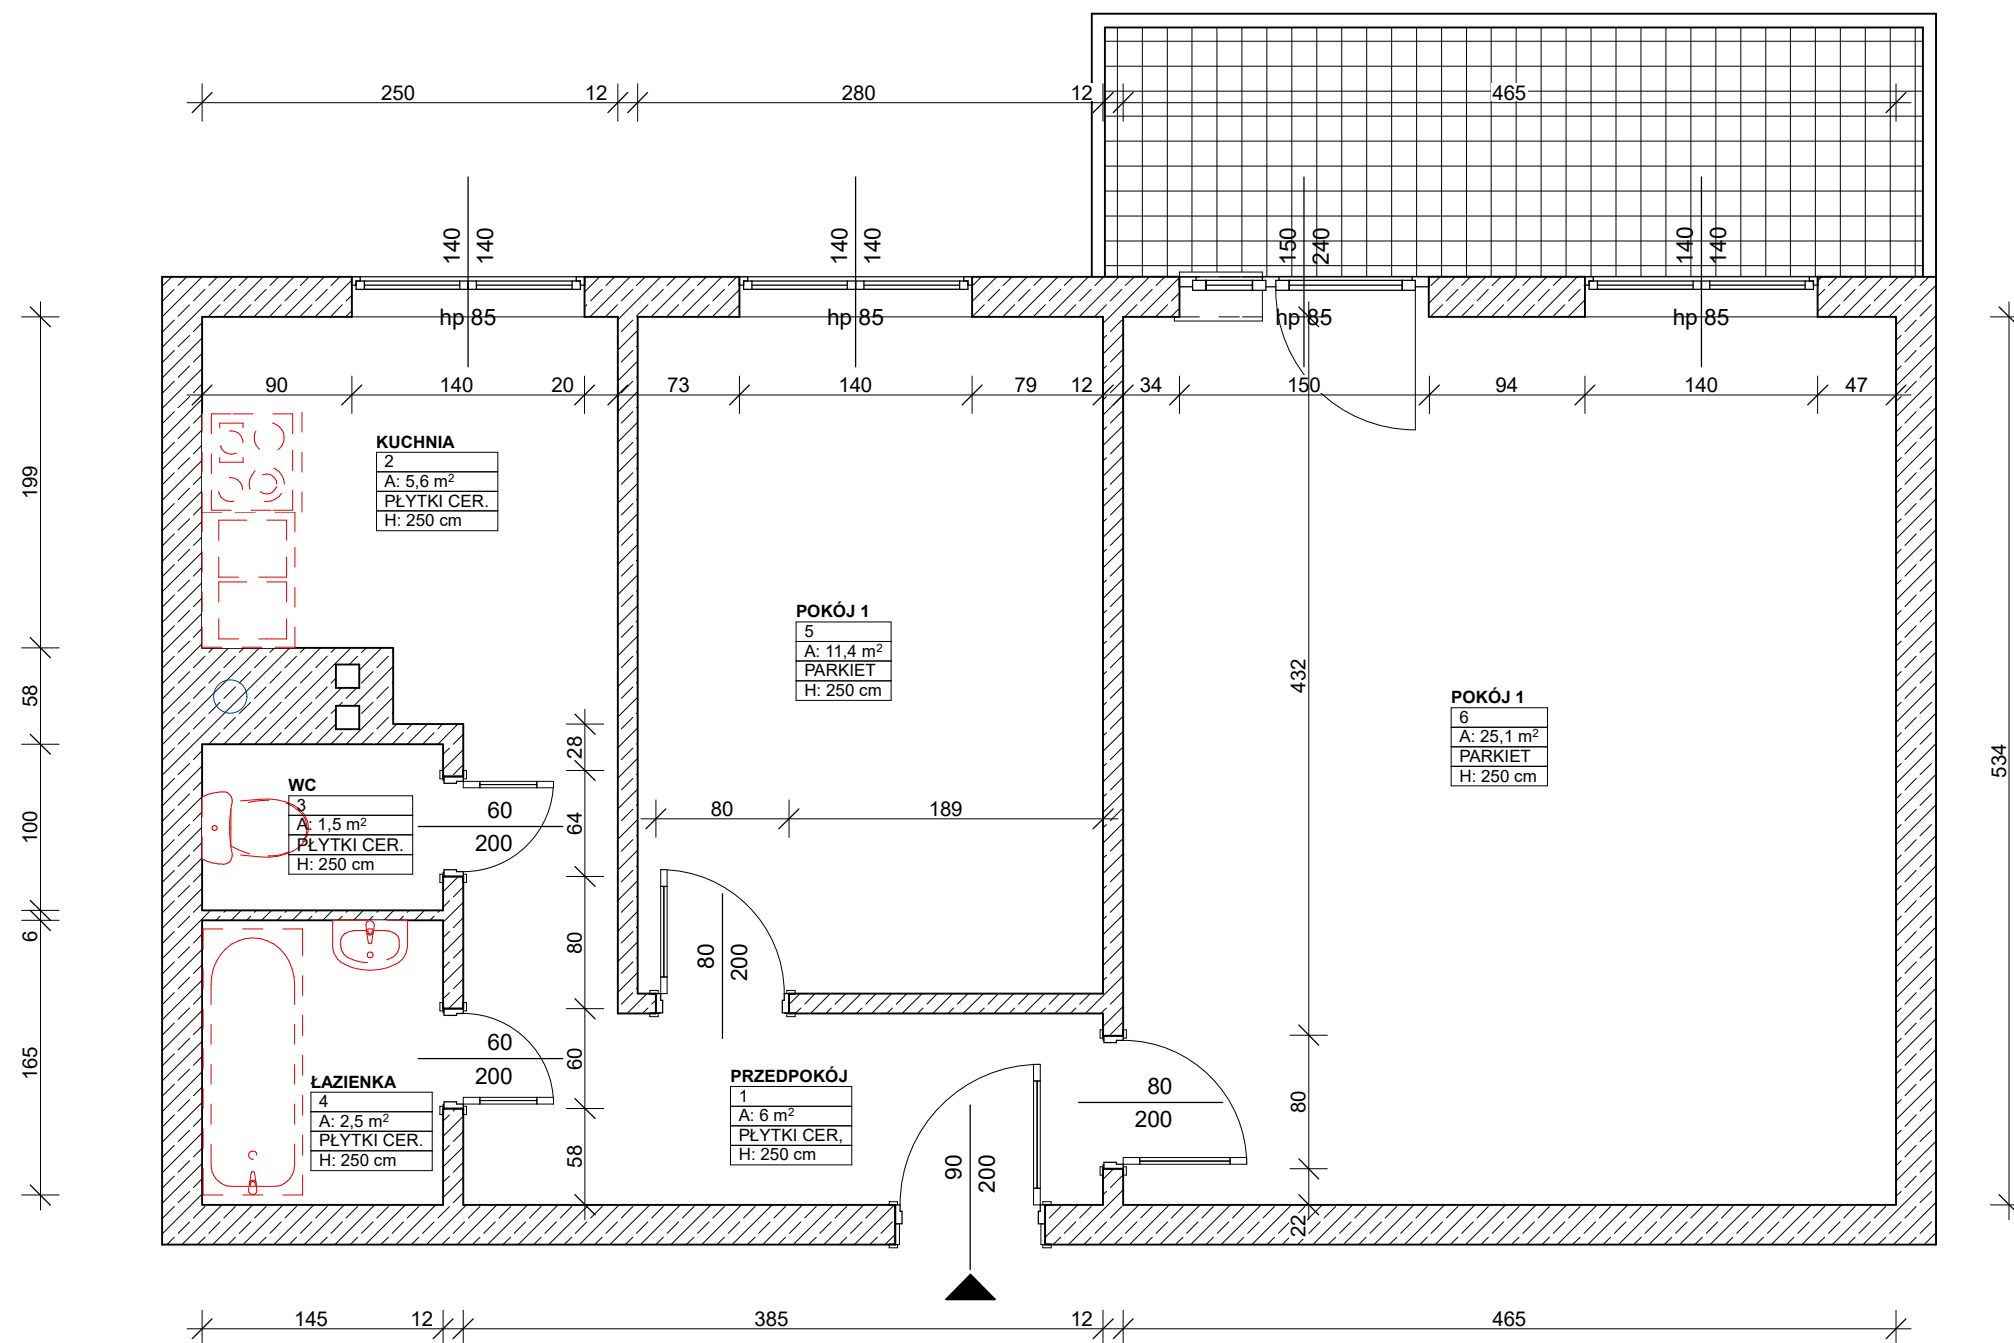 250 12 280 12 465
140 140 140 140 150 240 140 140
hp 85 hp 85 hp 85 hp 85
90 140 20 73 140 79 12 34 150 94 140 47
KUCHNIA
2
A: 5,6 m²
PŁYTKI CER.
H: 250 cm
POKÓJ 1
5
A: 11,4 m²
PARKIET
H: 250 cm
POKÓJ 1
6
A: 25,1 m²
PARKIET
H: 250 cm
199
58
100
6
165
432
80
22
534
28
64
80
60
58
WC
3
A: 1,5 m²
PŁYTKI CER.
H: 250 cm
60
200
80 189
80
200
ŁAZIENKA
4
A: 2,5 m²
PŁYTKI CER.
H: 250 cm
60
200
PRZEDPOKÓJ
1
A: 6 m²
PŁYTKI CER,
H: 250 cm
90
200
80
200
145 12 385 12 465